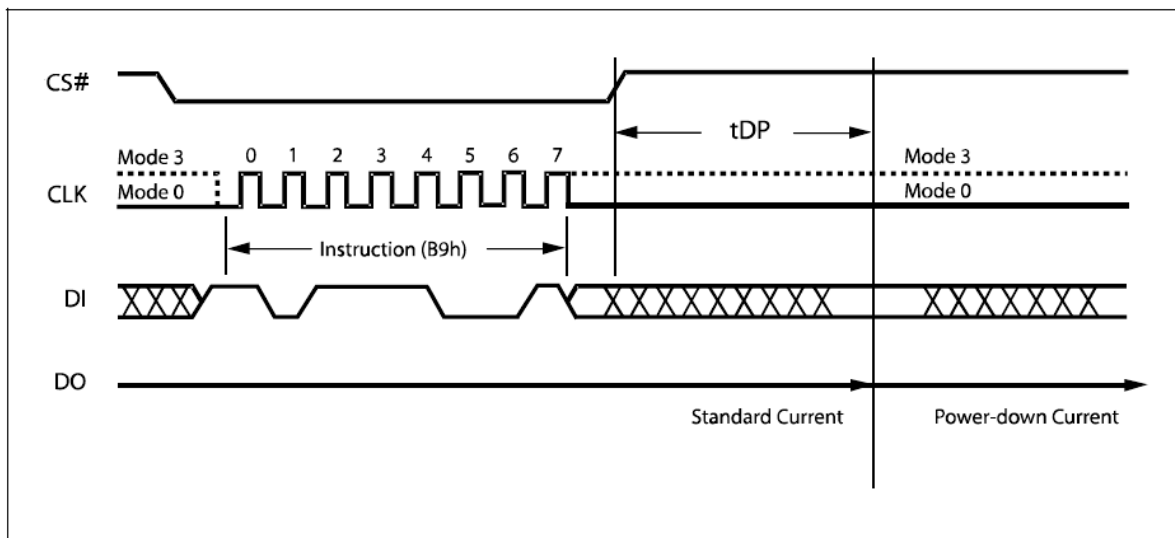 CS#
tDP
Mode 3
0 1 2 3 4 5 6 7
Mode 3
CLK
Mode 0
Mode 0
Instruction (B9h)
DI
DO
Standard Current
Power-down Current